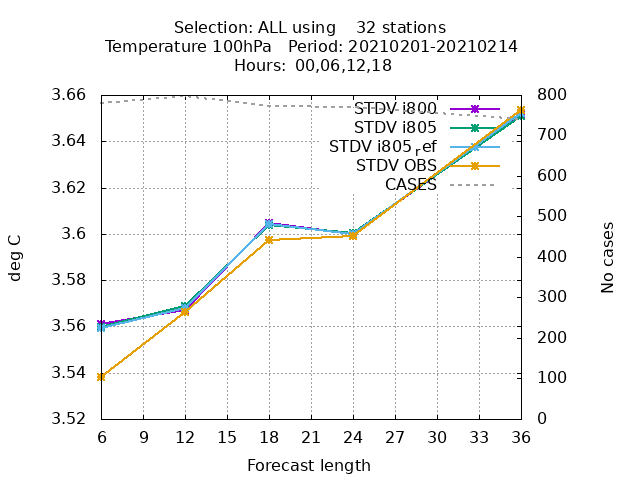 Selection: ALL using    32 stations
Temperature 100hPa   Period: 20210201-20210214
Hours: 00,06,12,18
3.66
3.64
3.62
3.6
3.58
3.56
3.54
3.52
800
700
600
500
400
300
200
100
0
STDV i800
STDV i805
STDV i805ref
STDV OBS
CASES
deg C
No cases
6 9 12 15 18 21 24 27 30 33 36
Forecast length